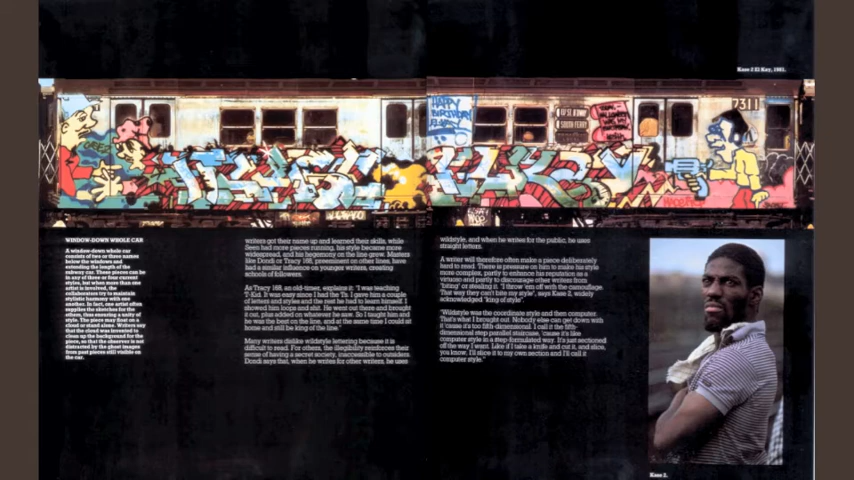 Kase 2 El Kay, 1981.
HAPPY
BIRTHDAY
7311
SOUTH FERRY
WINDOW-DOWN WHOLE CAR
A window-down whole car
consists of two or three names
below the windows and
extending the length of the
subway car. These pieces can be
in any of three or four current
styles, but when more than one
artist is involved, the
collaborators try to maintain
stylistic harmony with one
another. In fact, one artist often
supplies the sketches for the
others, thus ensuring a unity of
style. The piece may float on a
cloud or stand alone. Writers say
that the cloud was invented to
clean up the background for the
piece, so that the observer is not
distracted by the ghost images
from past pieces still visible on
the car.
writers got their name up and learned their skills, while
Seen had more pieces running, his style became more
widespread, and his hegemony on the line grew. Masters
like Dondi or Tracy 168, preeminent on other lines, have
had a similar influence on younger writers, creating
schools of followers.
As Tracy 168, an old-timer, explains it: "I was teaching
T-Kid. It was easy since I had the Ts. I gave him a couple
of letters and styles and the rest he had to learn himself. I
showed him loops and stuff. He went out there and brought
it out, plus added on whatever he saw. So I taught him and
he was the best on the line, and at the same time I could sit
home and still be king of the line."
Many writers dislike wildstyle lettering because it is
difficult to read. For others, the illegibility reinforces their
sense of having a secret society, inaccessible to outsiders.
Dondi says that, when he writes for other writers, he uses
wildstyle, and when he writes for the public, he uses
straight letters.
A writer will therefore often make a piece deliberately
hard to read. There is pressure on him to make his style
more complex, partly to enhance his reputation as a
writer and partly to discourage other writers from
"biting" or stealing it. "I throw 'em off with the camouflage.
That way they can't bite my style", says Kase 2, widely
acknowledged "king of style".
"Wildstyle was the coordinate style and then computer.
That's what I brought out. Nobody else can get down with
it 'cause it's too fifth-dimensional. I call it the fifth-
dimensional step parallel staircase, 'cause it's like
computer style in a step-formulated way. It's just sectioned
off the way I want. Like if I take a knife and cut it, and slice,
you know, I'll slice it to my own section and I'll call it
computer style."
Kase 2.